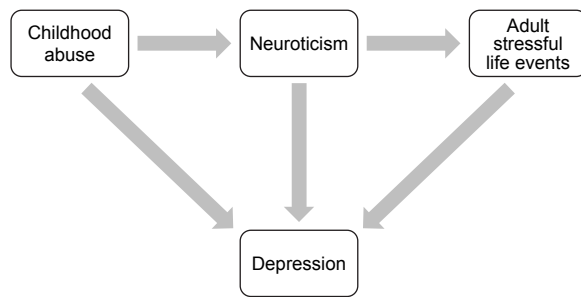 Childhood
abuse
Neuroticism
Adult
stressful
life events
Depression